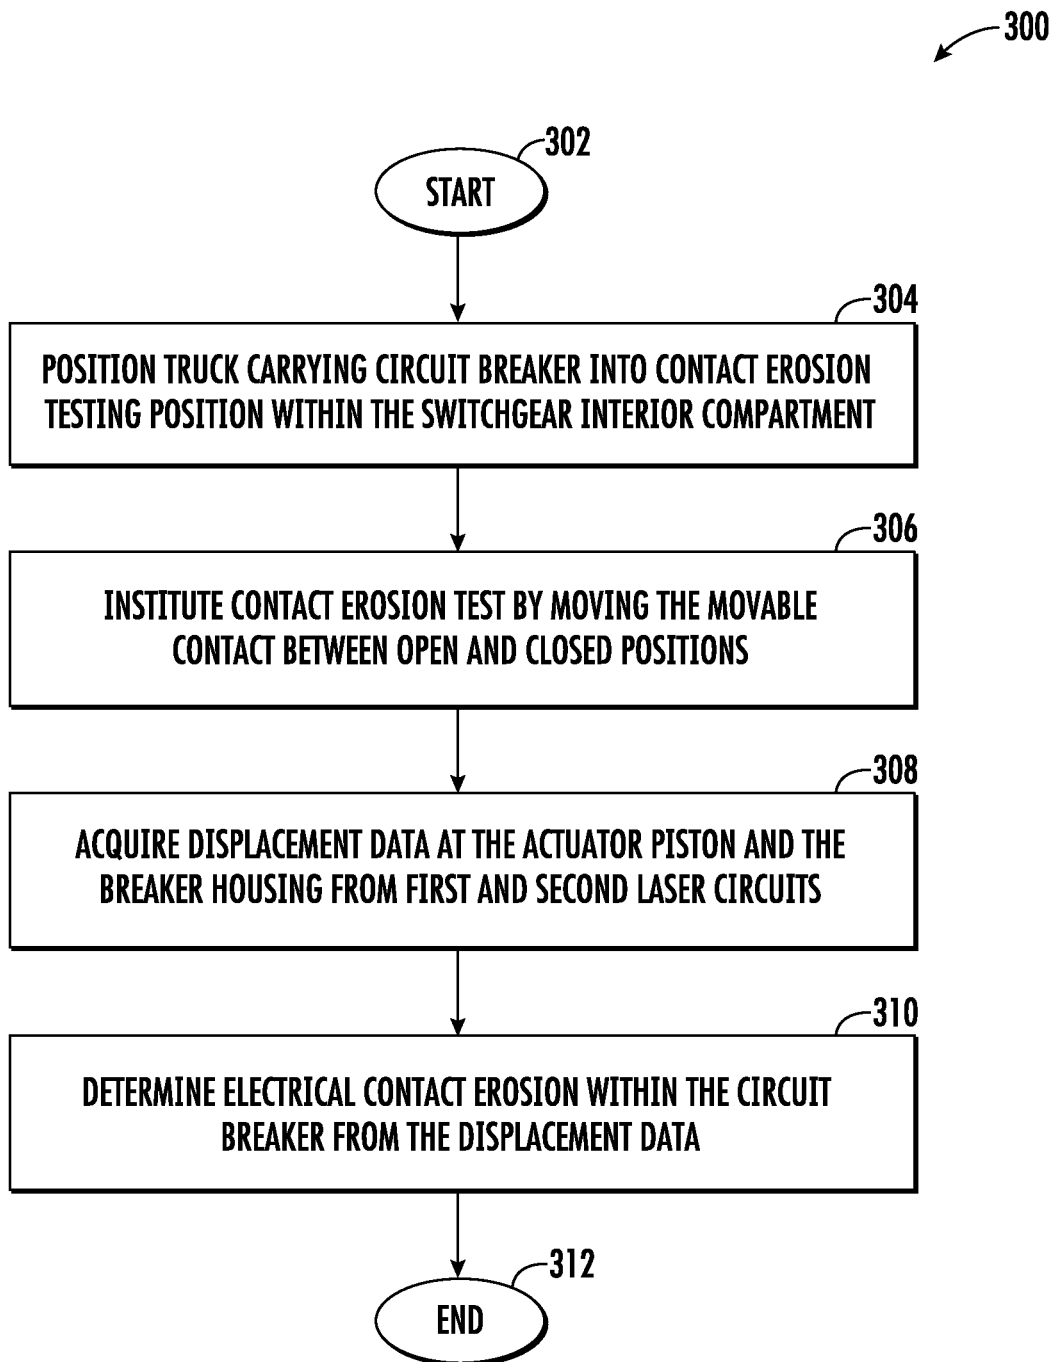 300
302
START
304
POSITION TRUCK CARRYING CIRCUIT BREAKER INTO CONTACT EROSION
TESTING POSITION WITHIN THE SWITCHGEAR INTERIOR COMPARTMENT
306
INSTITUTE CONTACT EROSION TEST BY MOVING THE MOVABLE
CONTACT BETWEEN OPEN AND CLOSED POSITIONS
308
ACQUIRE DISPLACEMENT DATA AT THE ACTUATOR PISTON AND THE
BREAKER HOUSING FROM FIRST AND SECOND LASER CIRCUITS
310
DETERMINE ELECTRICAL CONTACT EROSION WITHIN THE CIRCUIT
BREAKER FROM THE DISPLACEMENT DATA
312
END